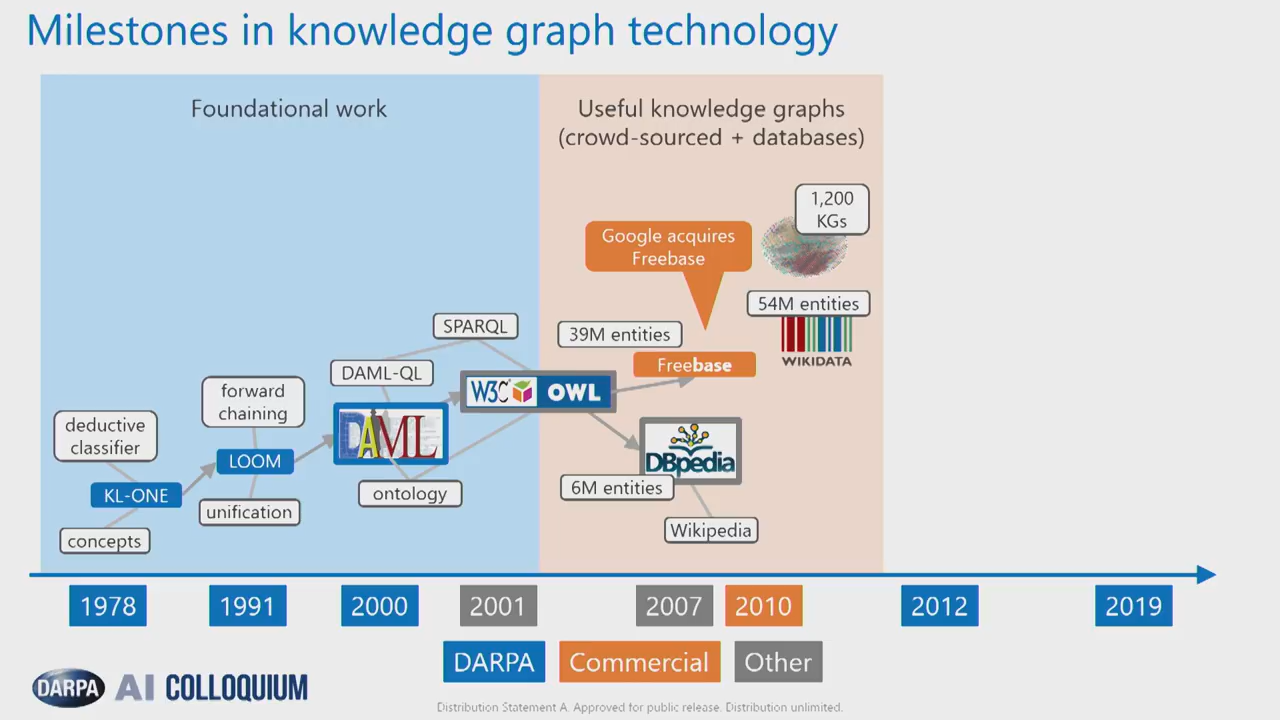 Milestones in knowledge graph technology
Foundational work
Useful knowledge graphs
(crowd-sourced + databases)
1,200
KGs
Google acquires
Freebase
54M entities
WIKIDATA
SPARQL
39M entities
Freebase
DAML-QL
W3C OWL
forward
chaining
deductive
classifier
DAML
LOOM
DBpedia
KL-ONE
ontology
6M entities
unification
concepts
Wikipedia
1978
1991
2000
2001
2007
2010
2012
2019
DARPA
Commercial
Other
DARPA AI COLLOQUIUM
Distribution Statement A. Approved for public release. Distribution unlimited.